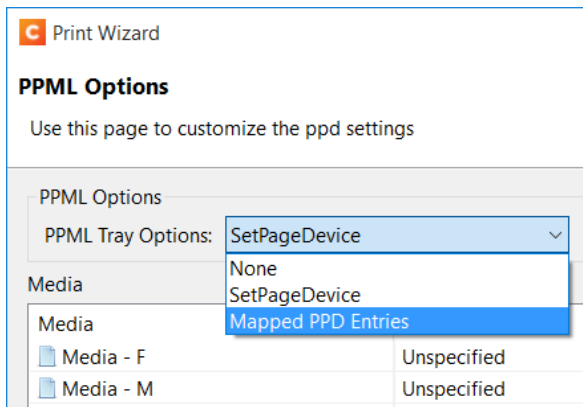 C Print Wizard
PPML Options
Use this page to customize the ppd settings
PPML Options
PPML Tray Options: SetPageDevice
None
SetPageDevice
Mapped PPD Entries
Media
Media
Media - F Unspecified
Media - M Unspecified